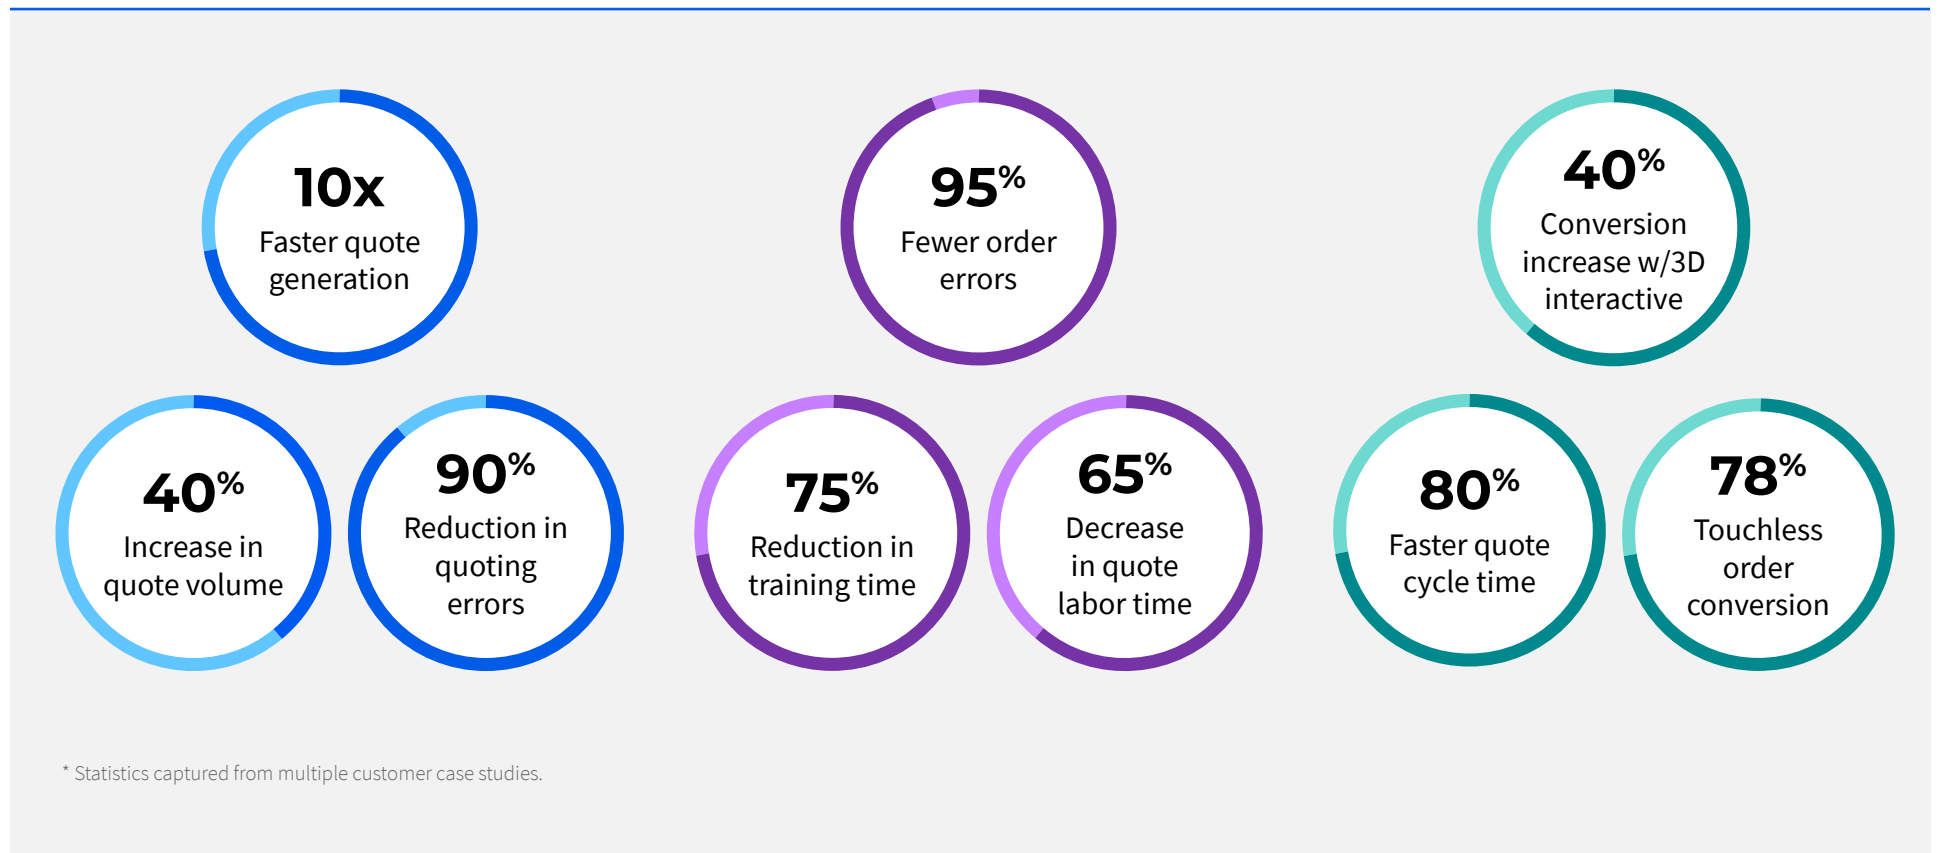 10x
Faster quote
generation
40%
Increase in
quote volume
90%
Reduction in
quoting
errors
95%
Fewer order
errors
75%
Reduction in
training time
65%
Decrease
in quote
labor time
40%
Conversion
increase w/3D
interactive
80%
Faster quote
cycle time
78%
Touchless
order
conversion
* Statistics captured from multiple customer case studies.